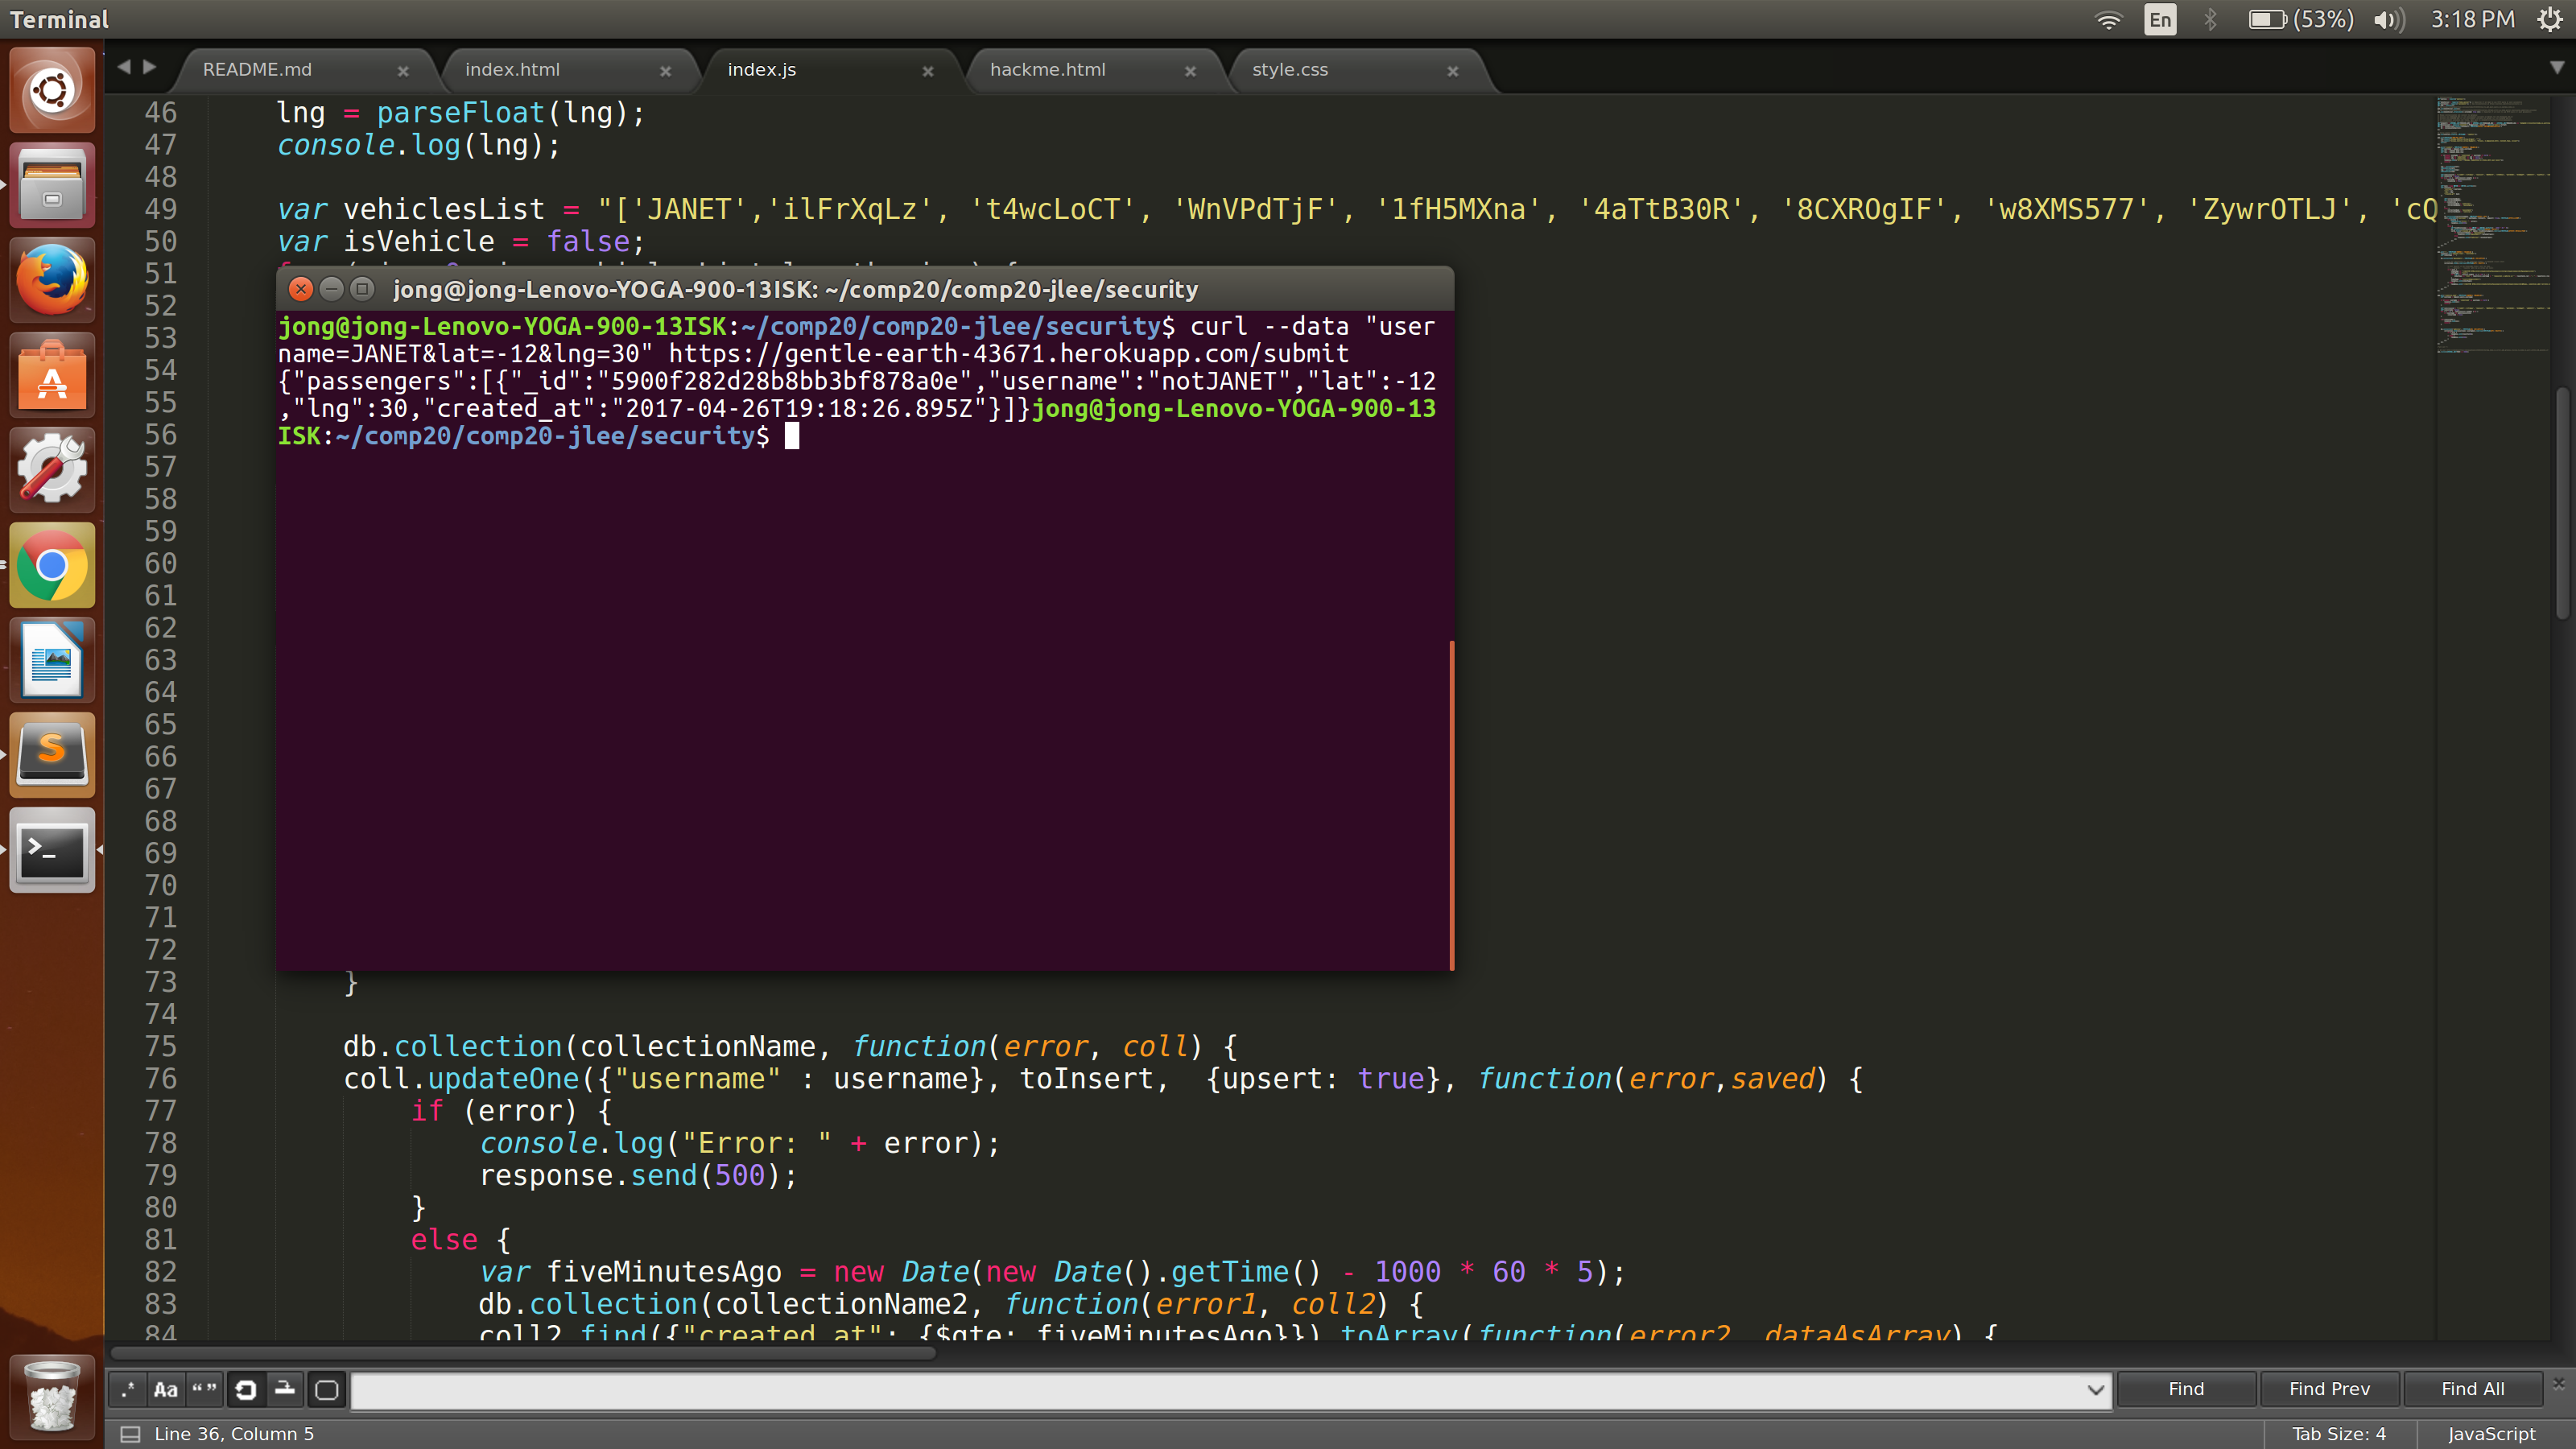 Terminal
En
(53%)
3:18 PM
README.md
index.html
index.js
hackme.html
style.css
46 lng = parseFloat(lng);
47 console.log(lng);
48
49 var vehiclesList = "['JANET','ilFrXqLz', 't4wcLoCT', 'WnVPdTjF', '1fH5MXna', '4aTtB30R', '8CXROgIF', 'w8XMS577', 'ZywrOTLJ', 'cQ
50 var isVehicle = false;
51
jong@jong-Lenovo-YOGA-900-13ISK: ~/comp20/comp20-jlee/security
jong@jong-Lenovo-YOGA-900-13ISK:~/comp20/comp20-jlee/security$ curl --data "user
name=JANET&lat=-12&lng=30" https://gentle-earth-43671.herokuapp.com/submit
{"passengers":[{"_id":"5900f282d28b8bb3bf878a0e","username":"notJANET","lat":-12
,"lng":30,"created_at":"2017-04-26T19:18:26.895Z"}]}jong@jong-Lenovo-YOGA-900-13
ISK:~/comp20/comp20-jlee/security$
52
53
54
55
56
57
58
59
60
61
62
63
64
65
66
67
68
69
70
71
72
73 }
74
75 db.collection(collectionName, function(error, coll) {
76 coll.updateOne({"username" : username}, toInsert, {upsert: true}, function(error,saved) {
77 if (error) {
78 console.log("Error: " + error);
79 response.send(500);
80 }
81 else {
82 var fiveMinutesAgo = new Date(new Date().getTime() - 1000 * 60 * 5);
83 db.collection(collectionName2, function(error1, coll2) {
84 coll2.find({"created_at": {$gte: fiveMinutesAgo}}).toArray(function(error2, dataAsArray) {
.*
Aa
“ ”
Find
Find Prev
Find All
Line 36, Column 5
Tab Size: 4
JavaScript